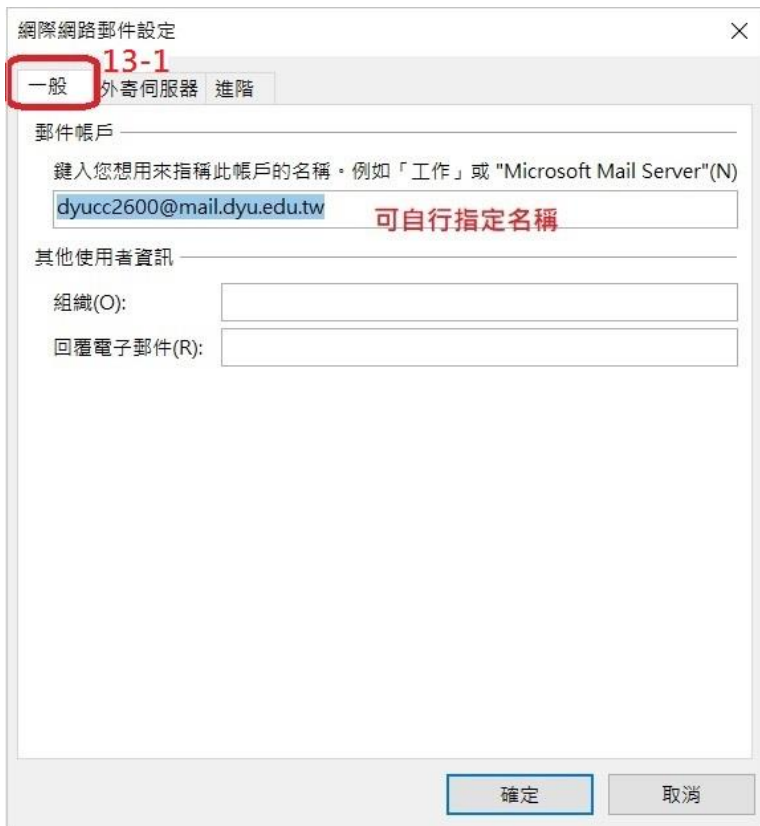 網際網路郵件設定
13-1
一般 外寄伺服器 進階
郵件帳戶
鍵入您想用來指稱此帳戶的名稱。例如「工作」或 "Microsoft Mail Server"(N)
dyucc2600@mail.dyu.edu.tw 可自行指定名稱
其他使用者資訊
組織(O):
回覆電子郵件(R):
確定 取消